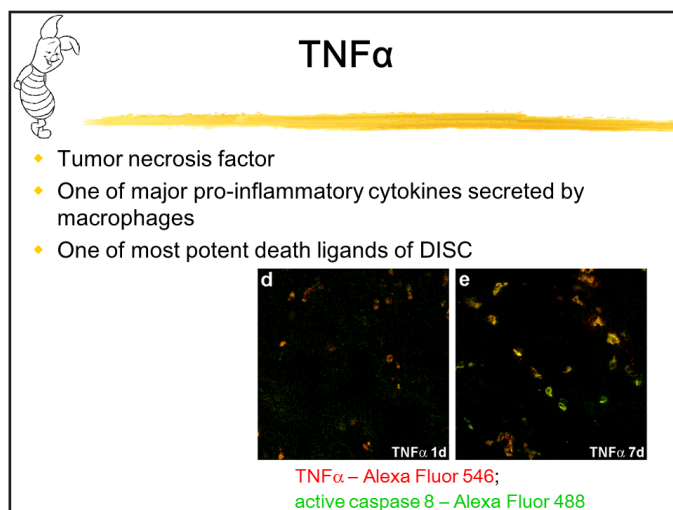 TNFα
Tumor necrosis factor
One of major pro-inflammatory cytokines secreted by
macrophages
One of most potent death ligands of DISC
d
e
TNFα 1d
TNFα 7d
TNFα – Alexa Fluor 546;
active caspase 8 – Alexa Fluor 488